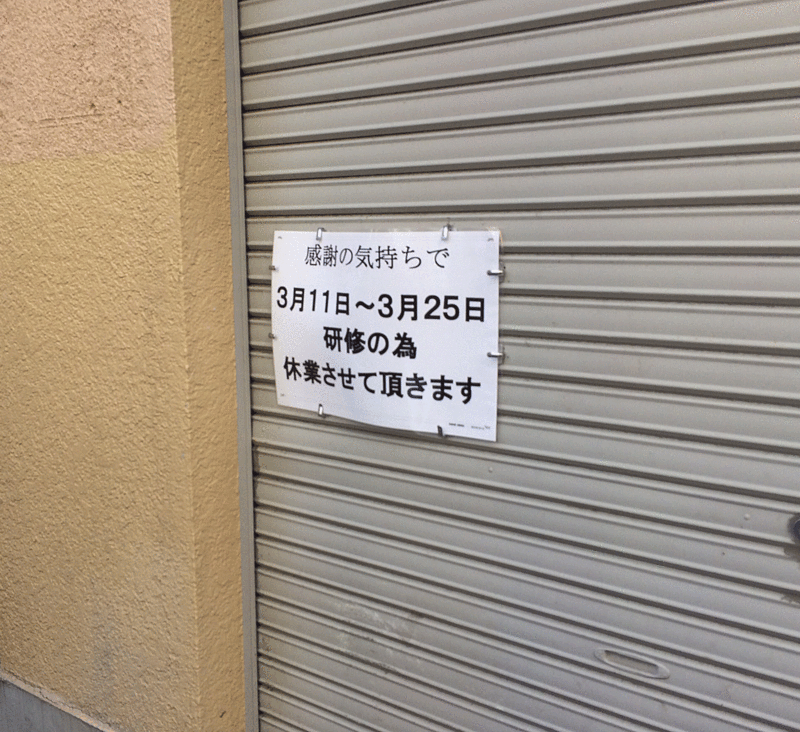 感謝の気持ちで
3月11日～3月25日
研修の為
休業させて頂きます